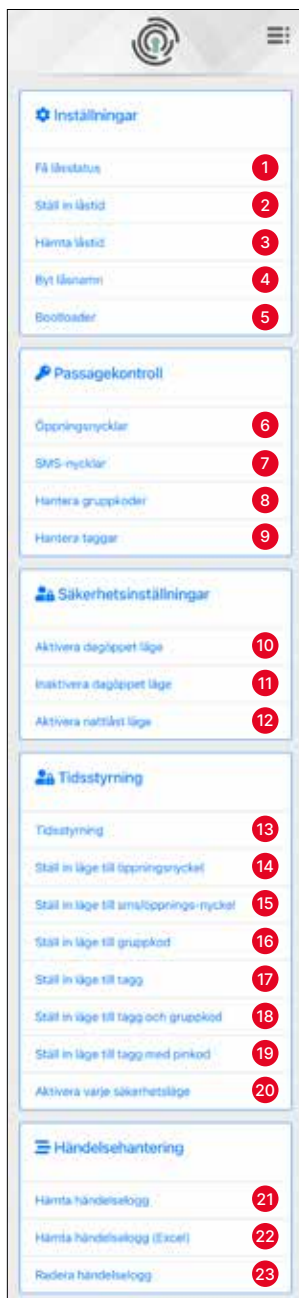 Inställningar
Få låsstatus 1
Ställ in låstid 2
Hämta låstid 3
Byt låsnamn 4
Bootloader 5
Passagekontroll
Öppningsnycklar 6
SMS-nycklar 7
Hantera gruppkoder 8
Hantera taggar 9
Säkerhetsinställningar
Aktivera dagöppet läge 10
Inaktivera dagöppet läge 11
Aktivera nattlåst läge 12
Tidsstyrning
Tidsstyrning 13
Ställ in läge till öppningsnyckel 14
Ställ in läge till sms/öppnings-nyckel 15
Ställ in läge till gruppkod 16
Ställ in läge till tagg 17
Ställ in läge till tagg och gruppkod 18
Ställ in läge till tagg med pinkod 19
Aktivera varje säkerhetsläge 20
Händelsehantering
Hämta händelselogg 21
Hämta händelselogg (Excel) 22
Radera händelselogg 23